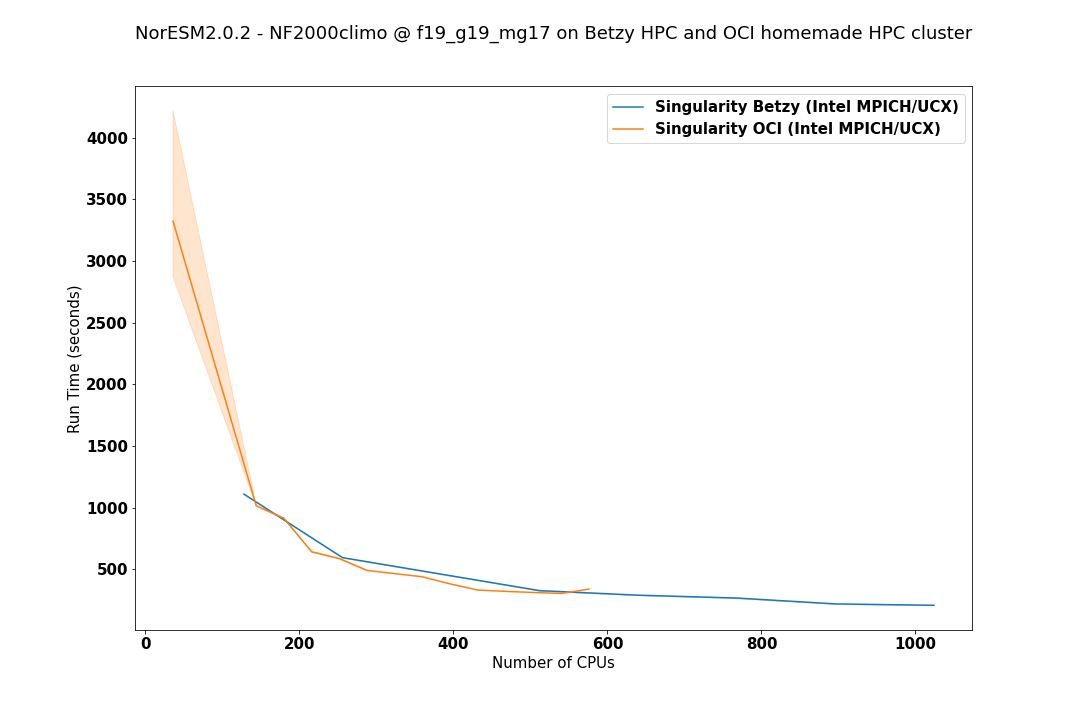 NorESM2.0.2 - NF2000climo @ f19_g19_mg17 on Betzy HPC and OCI homemade HPC cluster
Singularity Betzy (Intel MPICH/UCX)
Singularity OCI (Intel MPICH/UCX)
4000
3500
3000
2500
2000
1500
1000
500
Run Time (seconds)
0 200 400 600 800 1000
Number of CPUs